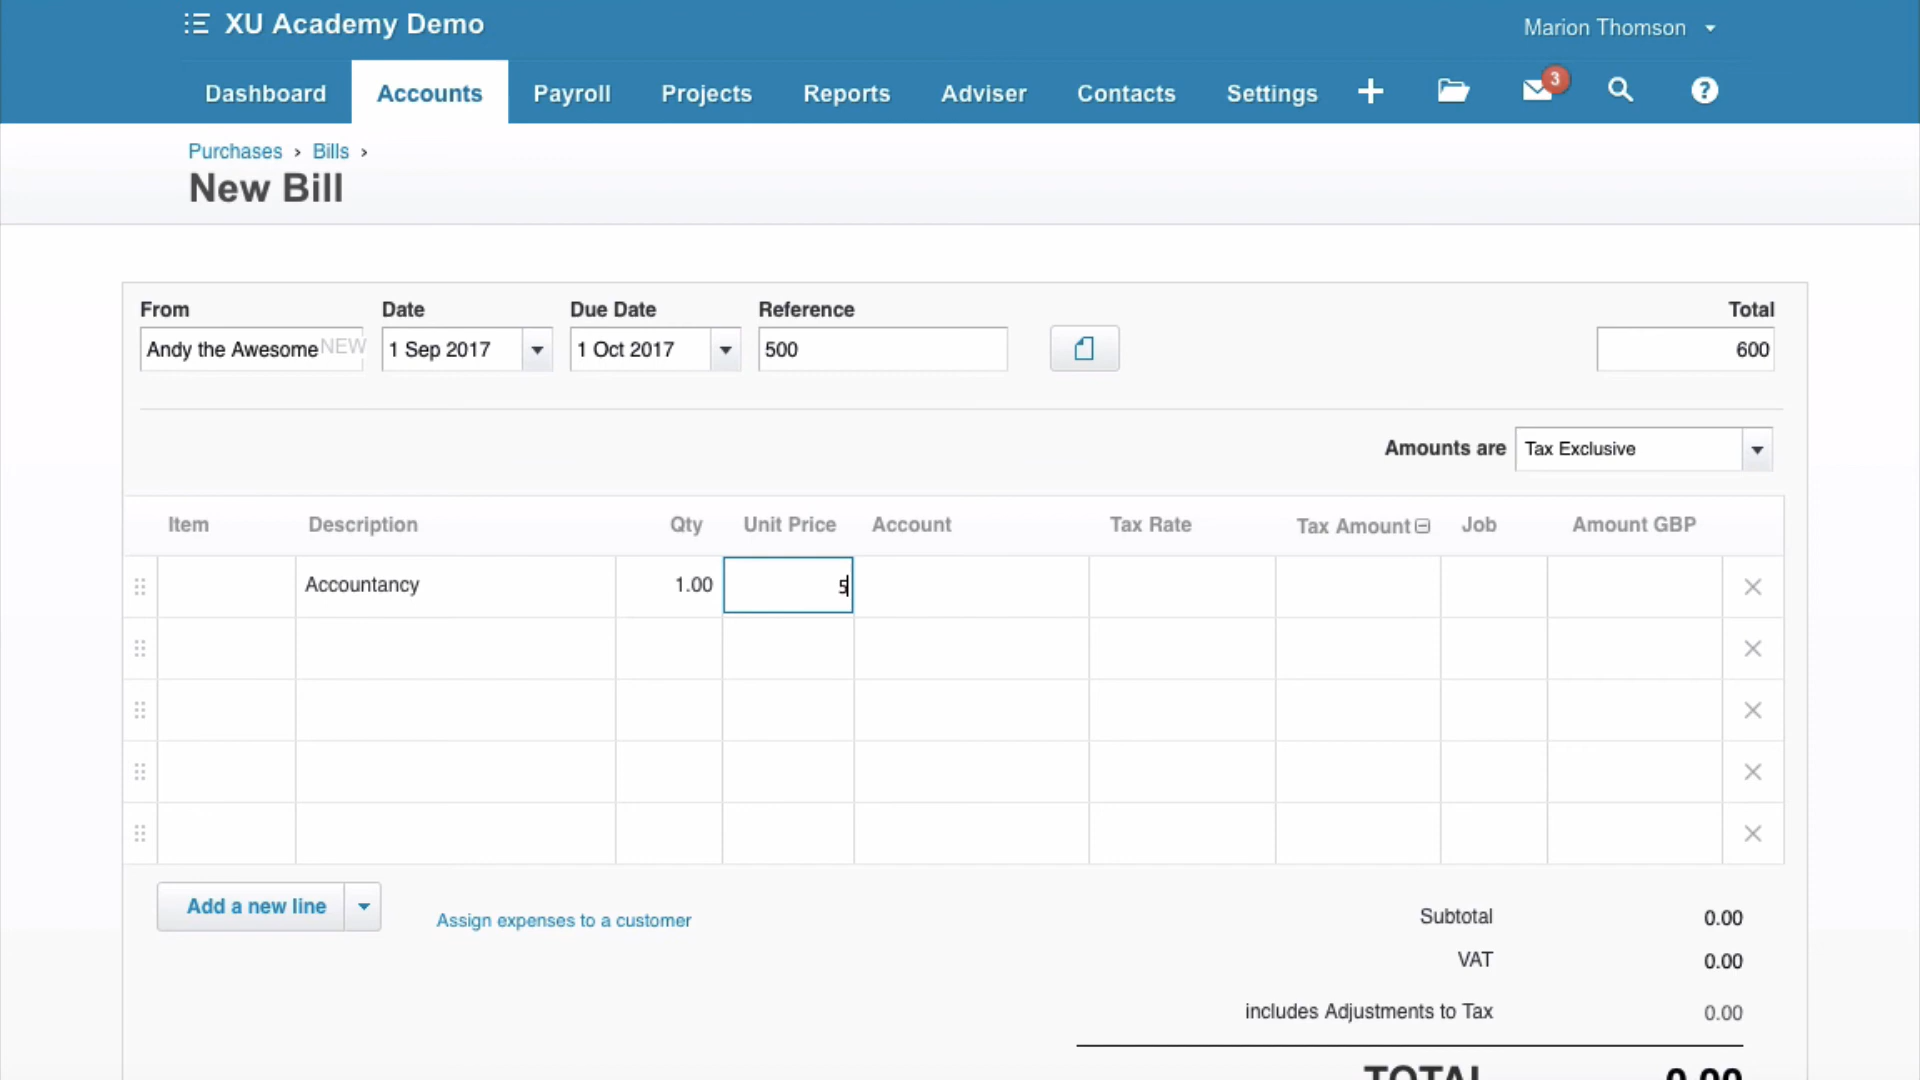 XU Academy Demo
Marion Thomson
Dashboard Accounts Payroll Projects Reports Adviser Contacts Settings 3 ?
Purchases › Bills ›
New Bill
From Date Due Date Reference Total
Andy the Awesome NEW 1 Sep 2017 1 Oct 2017 500 600
Amounts are Tax Exclusive
Item Description Qty Unit Price Account Tax Rate Tax Amount Job Amount GBP
Accountancy 1.00 5
Add a new line Assign expenses to a customer
Subtotal 0.00
VAT 0.00
includes Adjustments to Tax 0.00
TOTAL 0.00